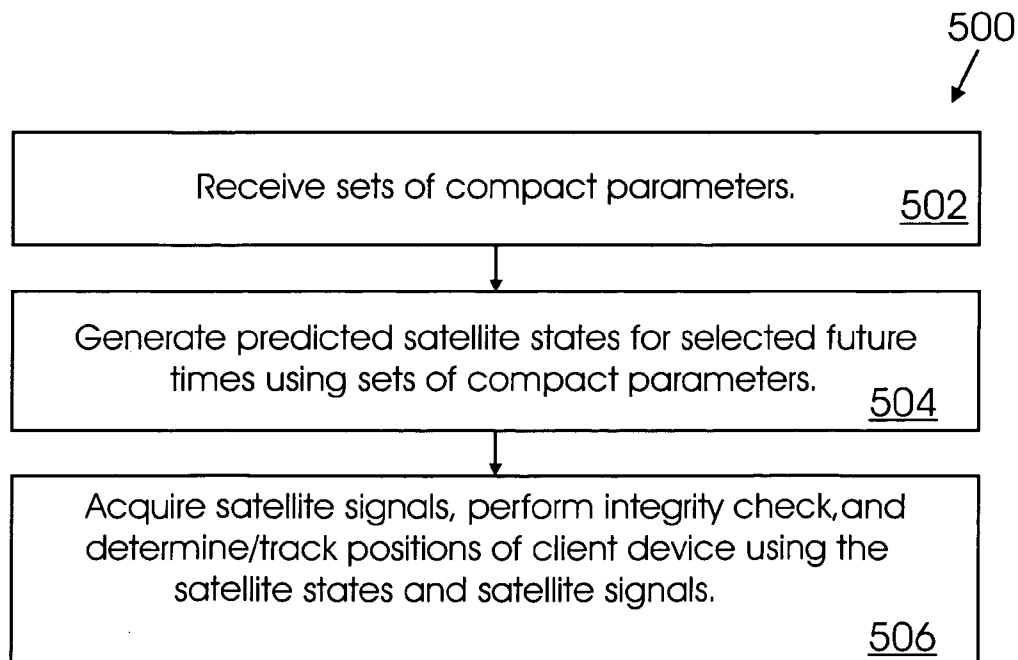 500
Receive sets of compact parameters.
502
Generate predicted satellite states for selected future
times using sets of compact parameters.
504
Acquire satellite signals, perform integrity check, and
determine/track positions of client device using the
satellite states and satellite signals.
506